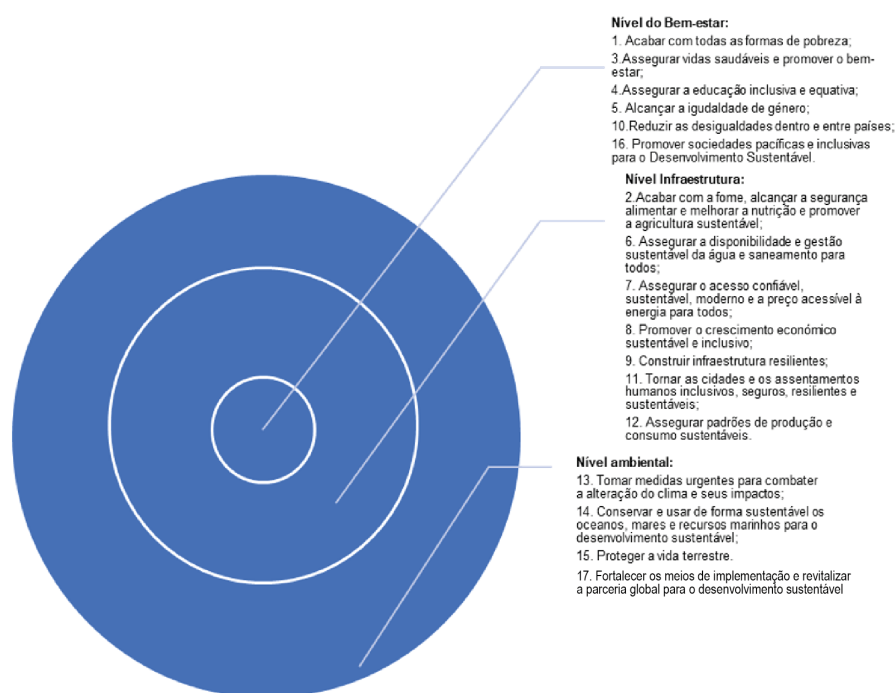 Nível do Bem-estar:
1. Acabar com todas as formas de pobreza;
3.Assegurar vidas saudáveis e promover o bem-
estar;
4.Assegurar a educação inclusiva e equativa;
5. Alcançar a igudaldade de género;
10.Reduzir as desigualdades dentro e entre países;
16. Promover sociedades pacíficas e inclusivas
para o Desenvolvimento Sustentável.
Nível Infraestrutura:
2.Acabar com a fome, alcançar a segurança
alimentar e melhorar a nutrição e promover
a agricultura sustentável;
6. Assegurar a disponibilidade e gestão
sustentável da água e saneamento para
todos;
7. Assegurar o acesso confiável,
sustentável, moderno e a preço acessível à
energia para todos;
8. Promover o crescimento económico
sustentável e inclusivo;
9. Construir infraestrutura resilientes;
11. Tornar as cidades e os assentamentos
humanos inclusivos, seguros, resilientes e
sustentáveis;
12. Assegurar padrões de produção e
consumo sustentáveis.
Nível ambiental:
13. Tomar medidas urgentes para combater
a alteração do clima e seus impactos;
14. Conservar e usar de forma sustentável os
oceanos, mares e recursos marinhos para o
desenvolvimento sustentável;
15. Proteger a vida terrestre.
17. Fortalecer os meios de implementação e revitalizar
a parceria global para o desenvolvimento sustentável